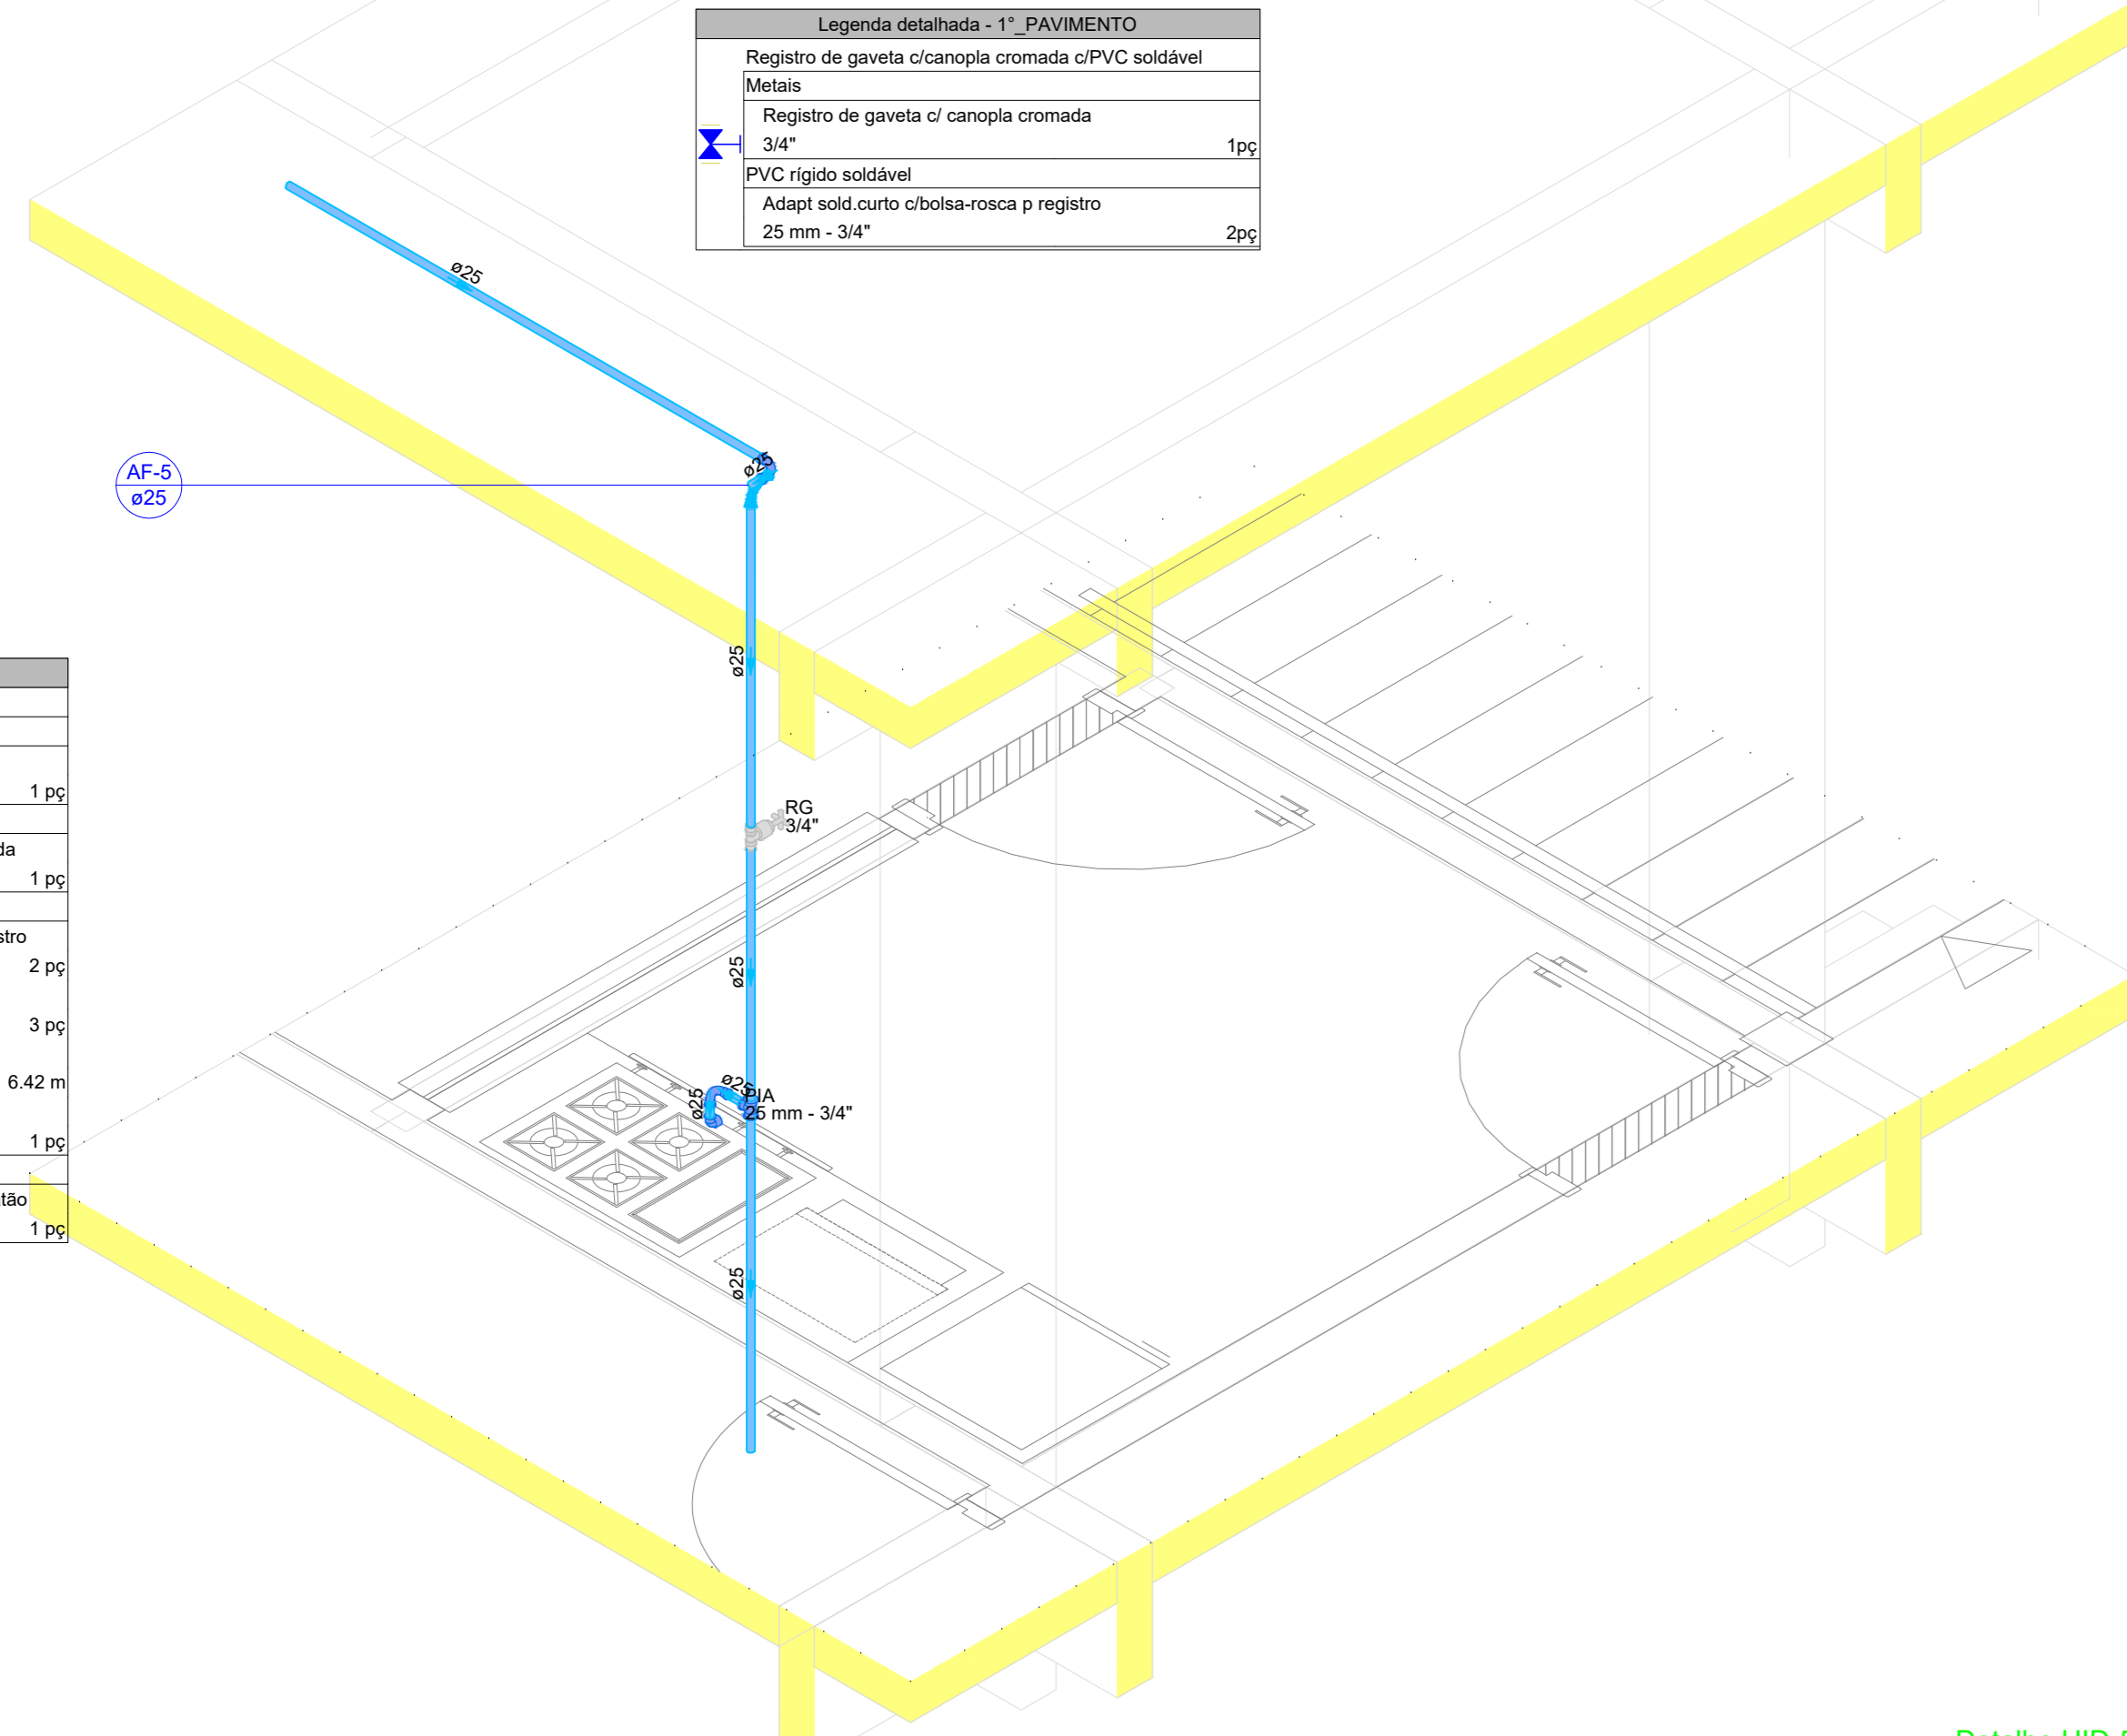 Legenda detalhada - 1°_PAVIMENTO
Registro de gaveta c/canopla cromada c/PVC soldável
Metais
Registro de gaveta c/ canopla cromada
3/4" 1pç
PVC rígido soldável
Adapt sold.curto c/bolsa-rosca p registro
25 mm - 3/4" 2pç
ø25
ø25
AF-5
ø25
ø25
RG
3/4"
ø25
ø25
ø25
PIA
25 mm - 3/4"
ø25
1 pç
1 pç
2 pç
3 pç
6.42 m
1 pç
1 pç